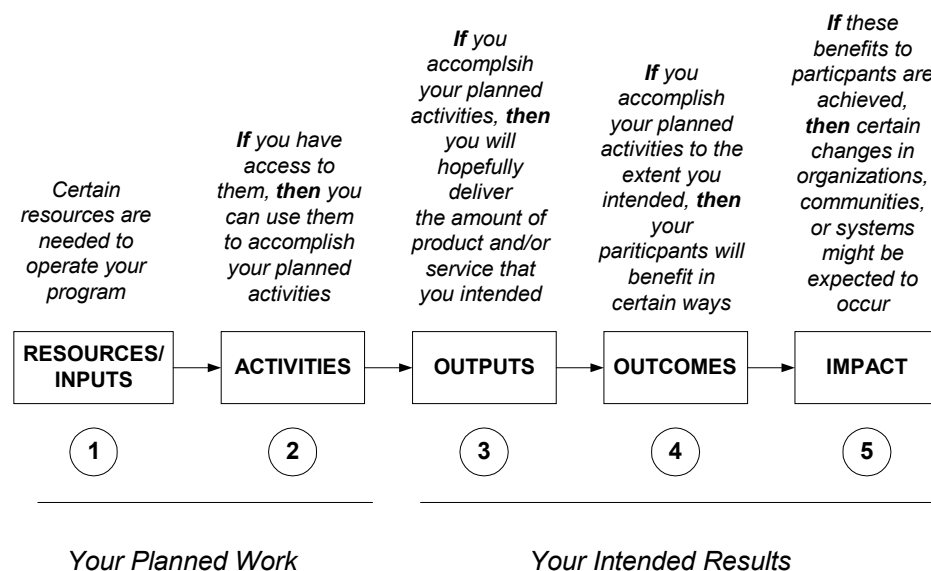 Certain
resources are
needed to
operate your
program
If you have
access to
them, then you
can use them
to accomplish
your planned
activities
If you
accomplsih
your planned
activities, then
you will
hopefully
deliver
the amount of
product and/or
service that
you intended
If you
accomplish
your planned
activities to the
extent you
intended, then
your
pariticpants will
benefit in
certain ways
If these
benefits to
particpants are
achieved,
then certain
changes in
organizations,
communities,
or systems
might be
expected to
occur
RESOURCES/
INPUTS
ACTIVITIES
OUTPUTS
OUTCOMES
IMPACT
1
2
3
4
5
Your Planned Work
Your Intended Results